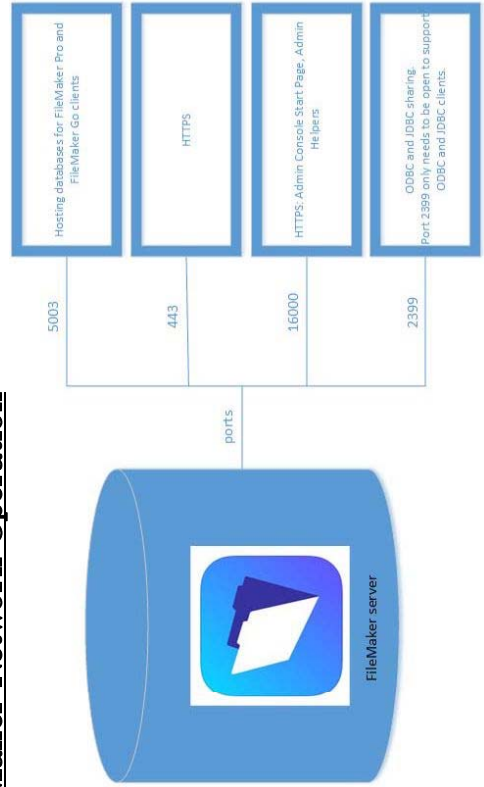 Network Operation
Hosting databases for FileMaker Pro and
FileMaker Go clients
5003
HTTPS
443
ports
HTTPS: Admin Console Start Page, Admin
Helpers
16000
ODBC and JDBC sharing.
Port 2399 only needs to be open to support
ODBC and JDBC clients.
2399
FileMaker server